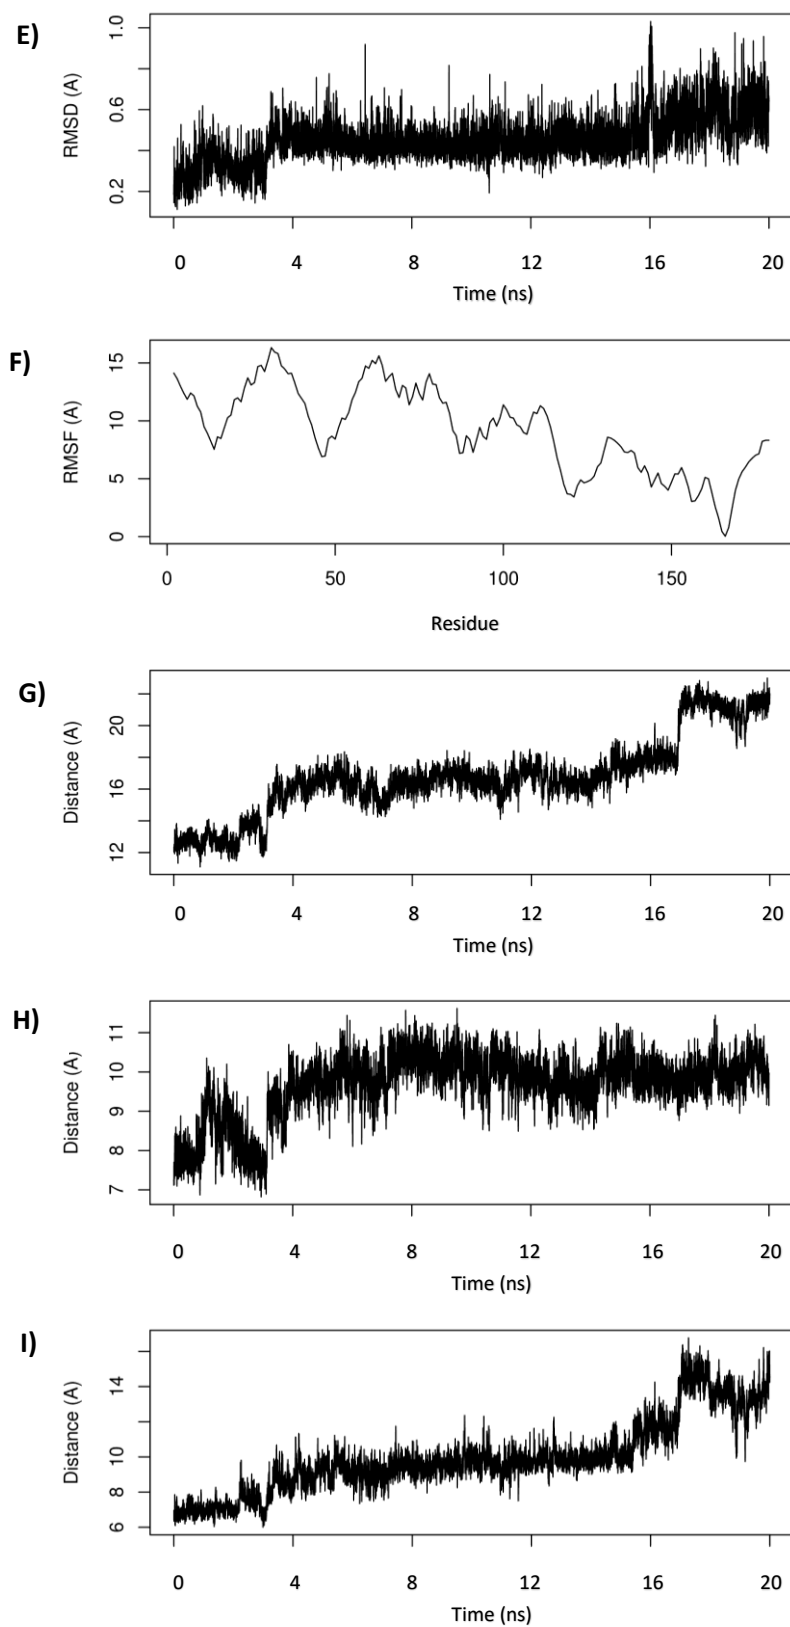 E)
RMSD (A)
0.2 0.6 1.0
0 4 8 12 16 20
Time (ns)
F)
RMSF (A)
0 5 10 15
0 50 100 150
Residue
G)
Distance (A)
12 16 20
0 4 8 12 16 20
Time (ns)
H)
Distance (A)
7 8 9 10 11
0 4 8 12 16 20
Time (ns)
I)
Distance (A)
6 8 10 14
0 4 8 12 16 20
Time (ns)